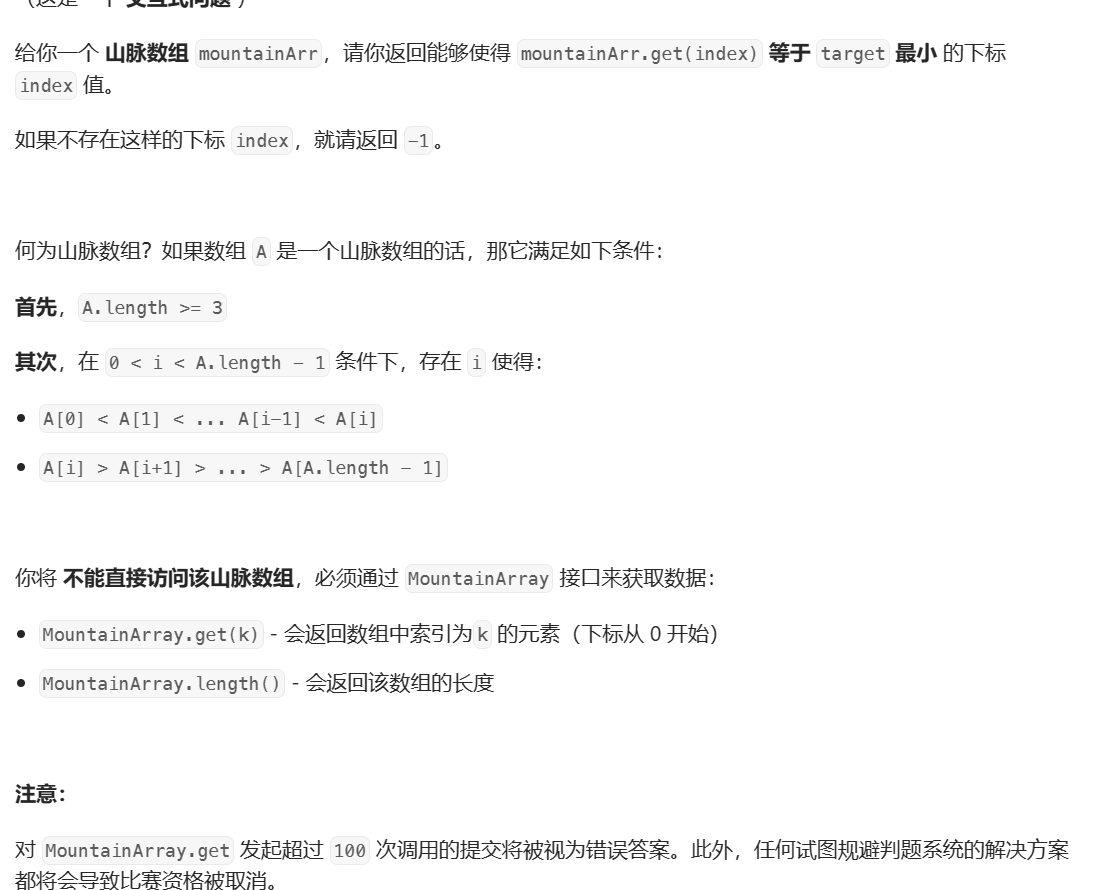 （这是一个 交互式问题 ）
给你一个 山脉数组 mountainArr，请你返回能够使得 mountainArr.get(index) 等于 target 最小 的下标
index 值。
如果不存在这样的下标 index，就请返回 -1。
何为山脉数组？如果数组 A 是一个山脉数组的话，那它满足如下条件：
首先，A.length >= 3
其次，在 0 < i < A.length - 1 条件下，存在 i 使得：
• A[0] < A[1] < ... A[i-1] < A[i]
• A[i] > A[i+1] > ... > A[A.length - 1]
你将 不能直接访问该山脉数组，必须通过 MountainArray 接口来获取数据：
• MountainArray.get(k) - 会返回数组中索引为k 的元素（下标从 0 开始）
• MountainArray.length() - 会返回该数组的长度
注意：
对 MountainArray.get 发起超过 100 次调用的提交将被视为错误答案。此外，任何试图规避判题系统的解决方案
都将会导致比赛资格被取消。